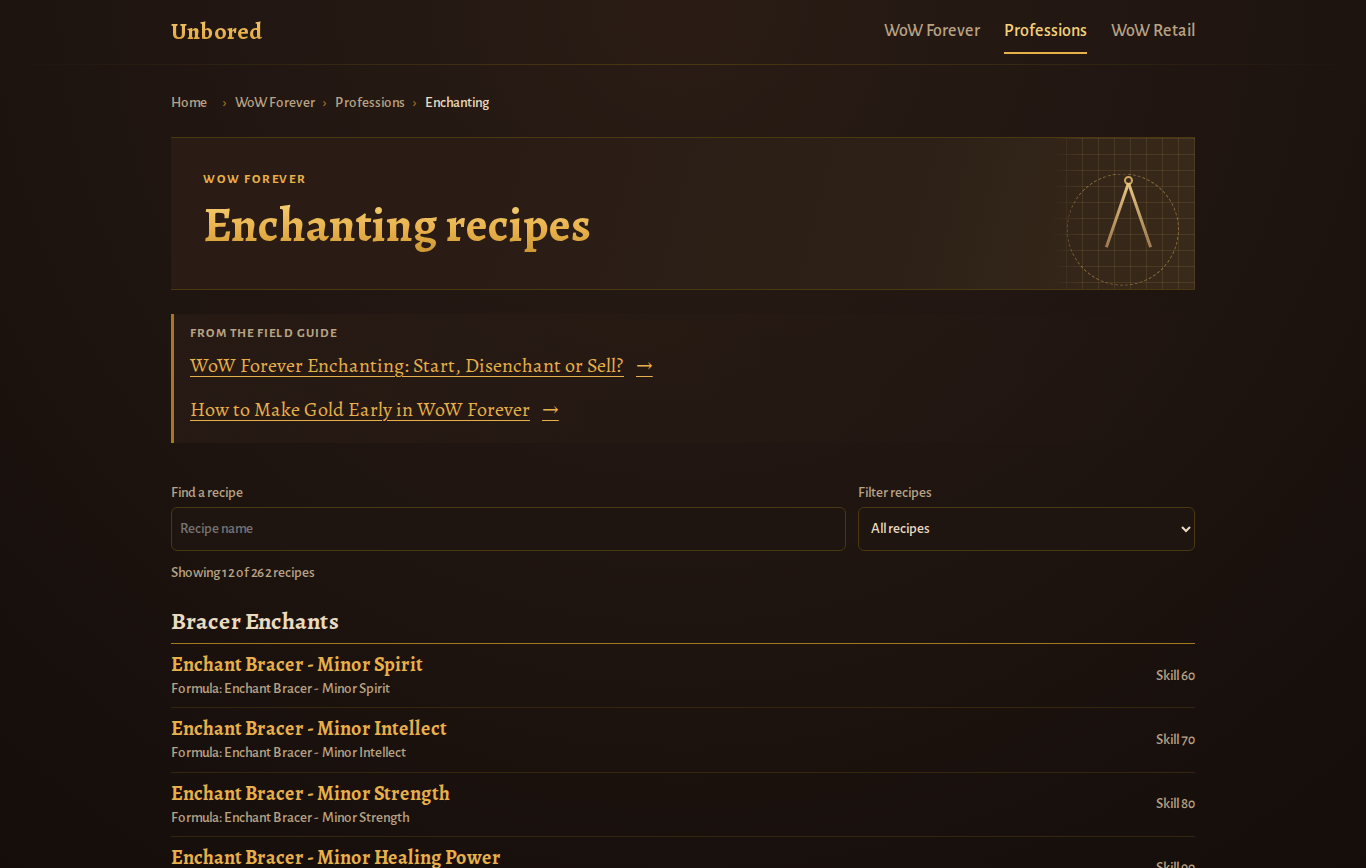 Unbored
WoW Forever Professions WoW Retail
Home › WoW Forever › Professions › Enchanting
WOW FOREVER
Enchanting recipes
FROM THE FIELD GUIDE
WoW Forever Enchanting: Start, Disenchant or Sell? →
How to Make Gold Early in WoW Forever →
Find a recipe
Filter recipes
Recipe name
All recipes
Showing 12 of 262 recipes
Bracer Enchants
Enchant Bracer - Minor Spirit
Formula: Enchant Bracer - Minor Spirit
Skill 60
Enchant Bracer - Minor Intellect
Formula: Enchant Bracer - Minor Intellect
Skill 70
Enchant Bracer - Minor Strength
Formula: Enchant Bracer - Minor Strength
Skill 80
Enchant Bracer - Minor Healing Power
Skill